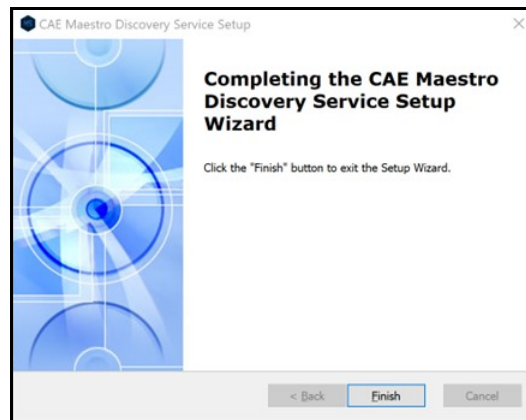 CAE Maestro Discovery Service Setup
Completing the CAE Maestro
Discovery Service Setup
Wizard
Click the "Finish" button to exit the Setup Wizard.
< Back
Finish
Cancel